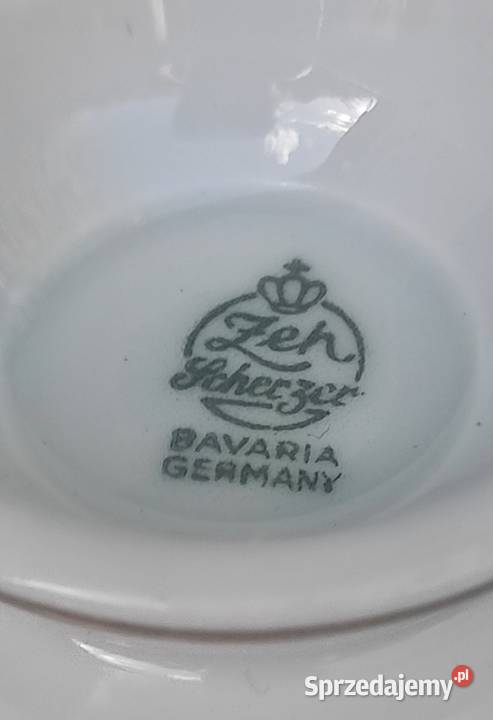 Zeh
Scherzer
BAVARIA
GERMANY
Sprzedajemy.pl